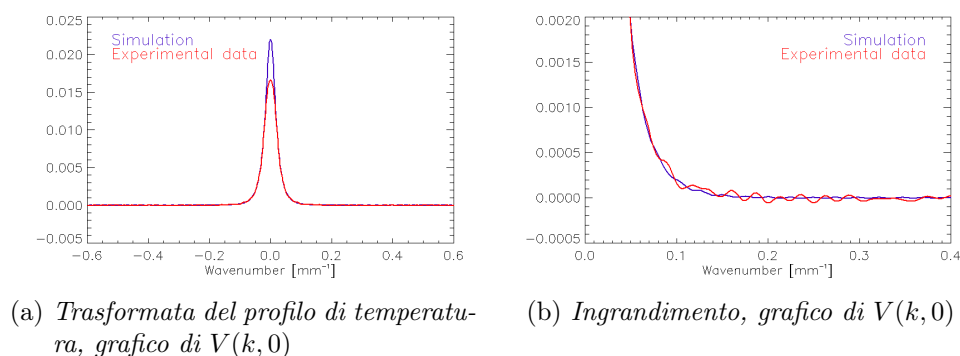 0.025
0.020
0.015
0.010
0.005
0.000
−0.005
Simulation
Experimental data
−0.6 −0.4 −0.2 0.0 0.2 0.4 0.6
Wavenumber [mm⁻¹]
(a) Trasformata del profilo di temperatu-
ra, grafico di V(k, 0)
0.0020
0.0015
0.0010
0.0005
0.0000
−0.0005
Simulation
Experimental data
0.0 0.1 0.2 0.3 0.4
Wavenumber [mm⁻¹]
(b) Ingrandimento, grafico di V(k, 0)